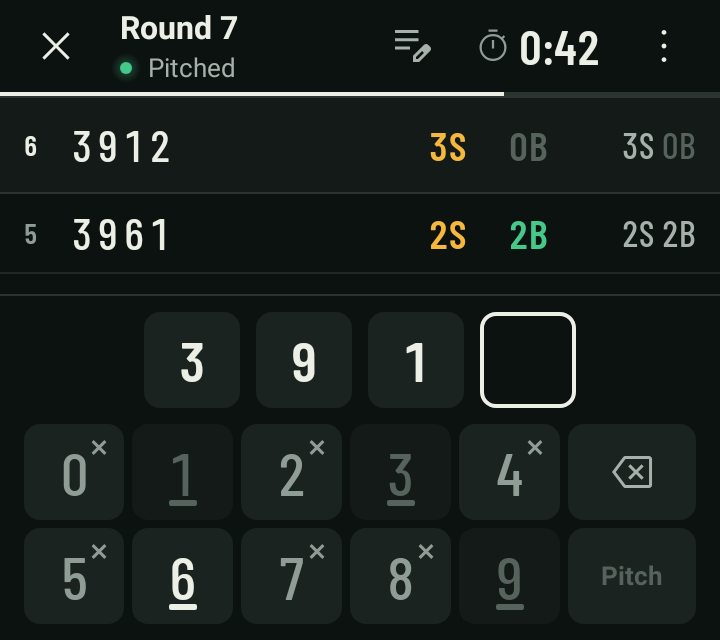 Round 7
Pitched
0:42
6 3912 3S 0B 3S 0B
5 3961 2S 2B 2S 2B
3 9 1
0 1 2 3 4
5 6 7 8 9 Pitch